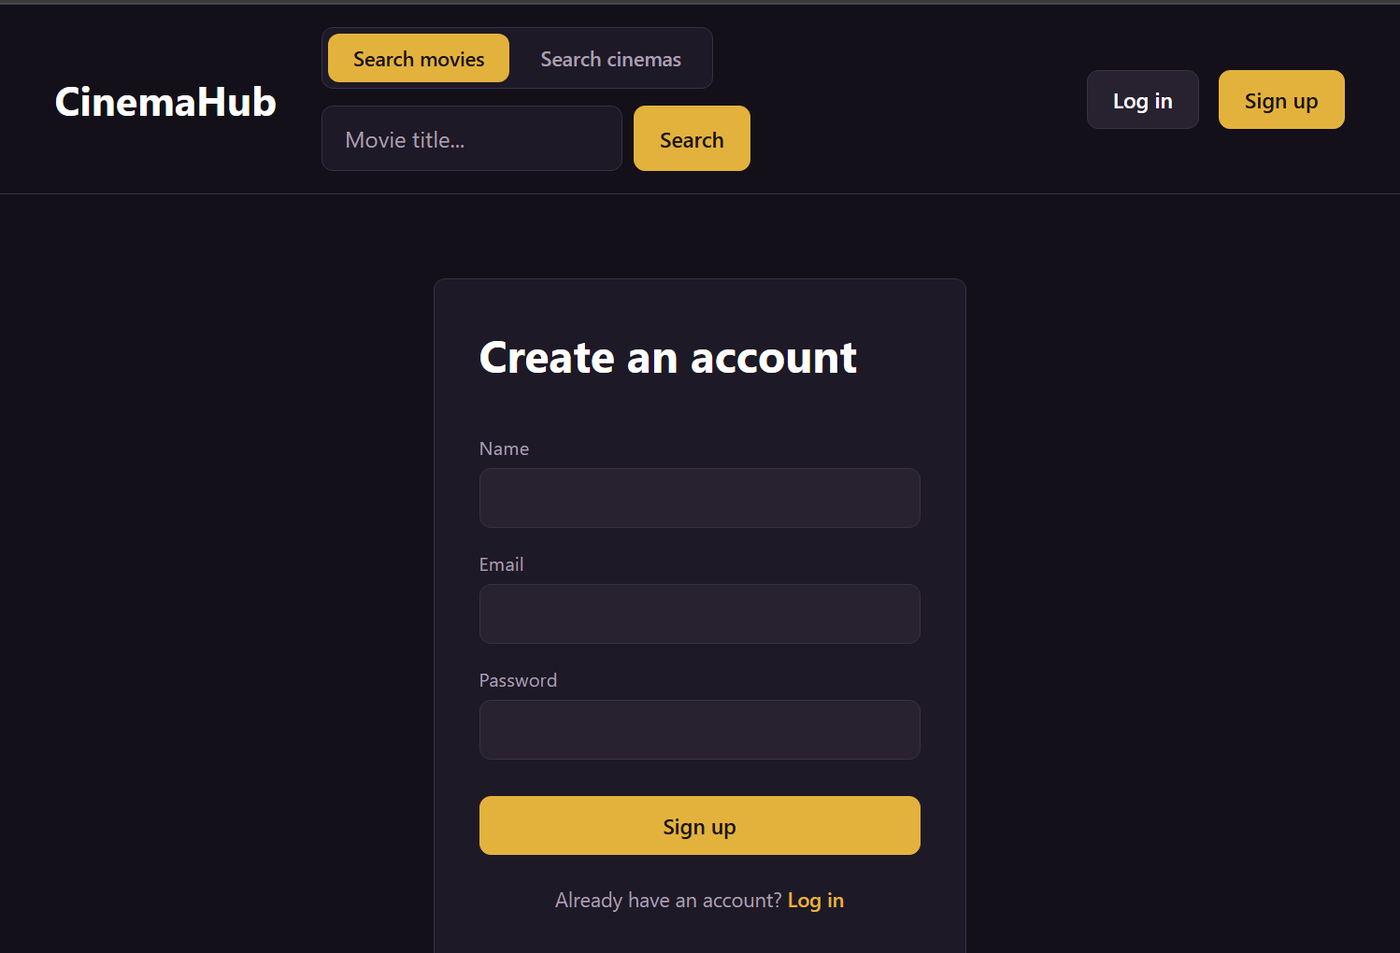 CinemaHub
Search movies
Search cinemas
Movie title...
Search
Log in
Sign up
Create an account
Name
Email
Password
Sign up
Already have an account? Log in